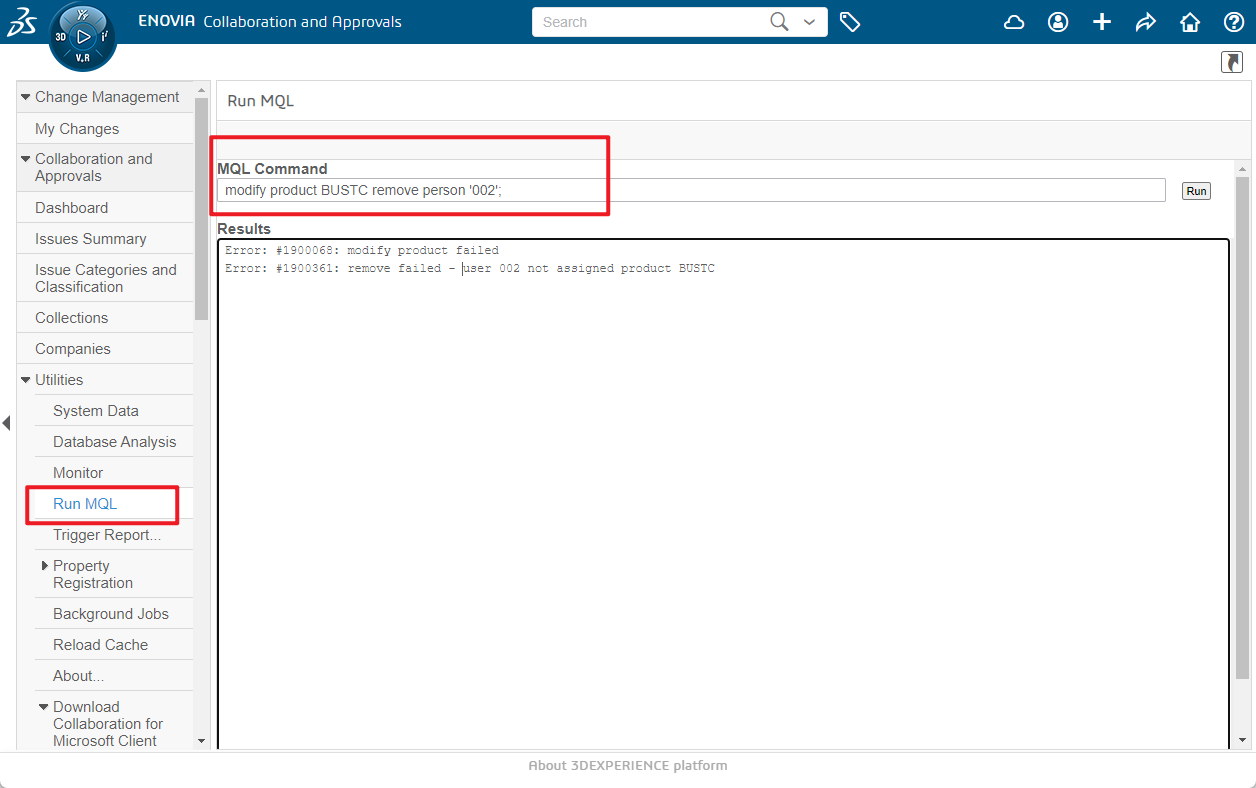 ENOVIA Collaboration and Approvals
Search
3D
V.R
Change Management
My Changes
Collaboration and
Approvals
Dashboard
Issues Summary
Issue Categories and
Classification
Collections
Companies
Utilities
System Data
Database Analysis
Monitor
Run MQL
Trigger Report...
Property
Registration
Background Jobs
Reload Cache
About...
Download
Collaboration for
Microsoft Client
Run MQL
MQL Command
modify product BUSTC remove person '002';
Run
Results
Error: #1900068: modify product failed
Error: #1900361: remove failed - user 002 not assigned product BUSTC
About 3DEXPERIENCE platform